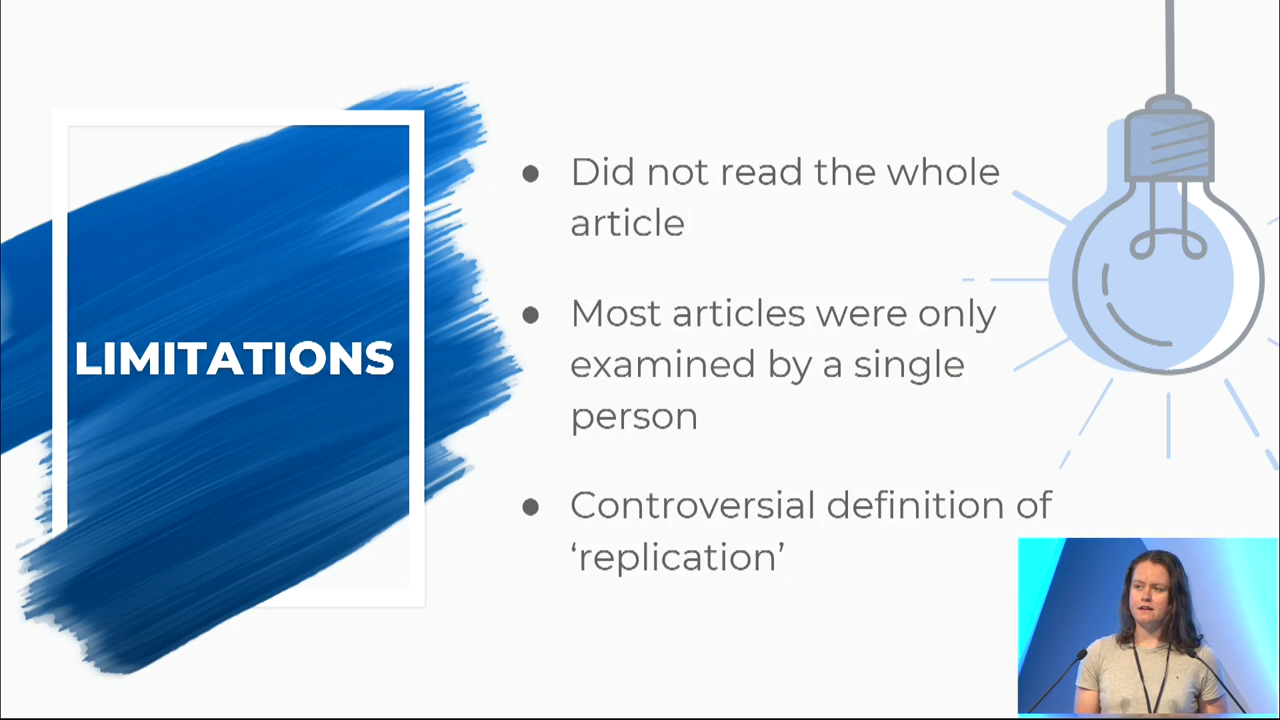 LIMITATIONS
● Did not read the whole
article
● Most articles were only
examined by a single
person
● Controversial definition of
‘replication’